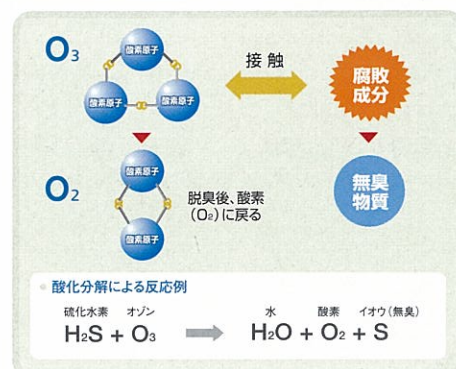 O₃
酸素原子
酸素原子
酸素原子
接触
腐敗
成分
O₂
酸素原子
酸素原子
脱臭後、酸素
(O₂)に戻る
無臭
物質
酸化分解による反応例
硫化水素 オゾン 水 酸素 イオウ(無臭)
H₂S + O₃ → H₂O + O₂ + S